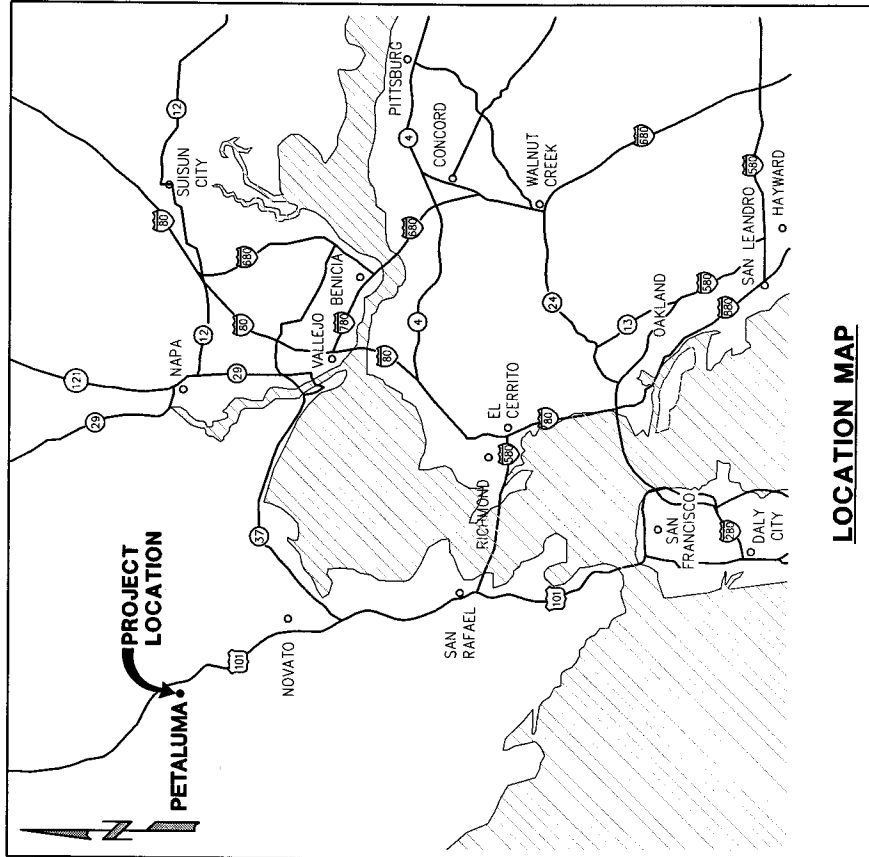 N
PROJECT
LOCATION
PETALUMA
121
29
12
80
SUISUN
CITY
NAPA
12
101
29
80
680
37
NOVATO
VALLEJO
780
BENICIA
80
680
PITTSBURG
4
4
CONCORD
SAN
RAFAEL
RICHMOND
EL
CERRITO
580
80
WALNUT
CREEK
101
24
13
680
OAKLAND
SAN
FRANCISCO
580
880
280
DALY
CITY
SAN LEANDRO
580
HAYWARD
LOCATION MAP